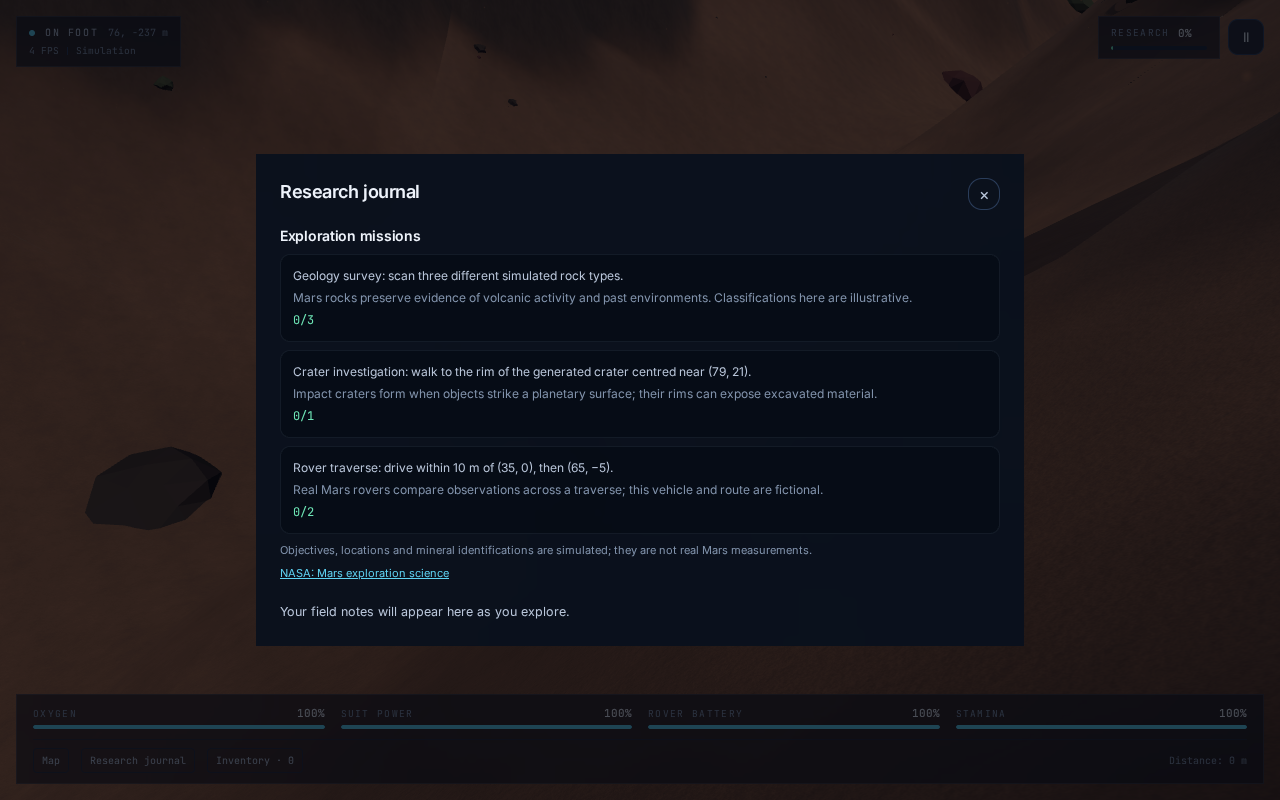 ON FOOT 76, -237 m
4 FPS · Simulation
RESEARCH 0%
Research journal
×
Exploration missions
Geology survey: scan three different simulated rock types.
Mars rocks preserve evidence of volcanic activity and past environments. Classifications here are illustrative.
0/3
Crater investigation: walk to the rim of the generated crater centred near (79, 21).
Impact craters form when objects strike a planetary surface; their rims can expose excavated material.
0/1
Rover traverse: drive within 10 m of (35, 0), then (65, −5).
Real Mars rovers compare observations across a traverse; this vehicle and route are fictional.
0/2
Objectives, locations and mineral identifications are simulated; they are not real Mars measurements.
NASA: Mars exploration science
Your field notes will appear here as you explore.
OXYGEN 100% SUIT POWER 100% ROVER BATTERY 100% STAMINA 100%
Map Research journal Inventory · 0 Distance: 0 m